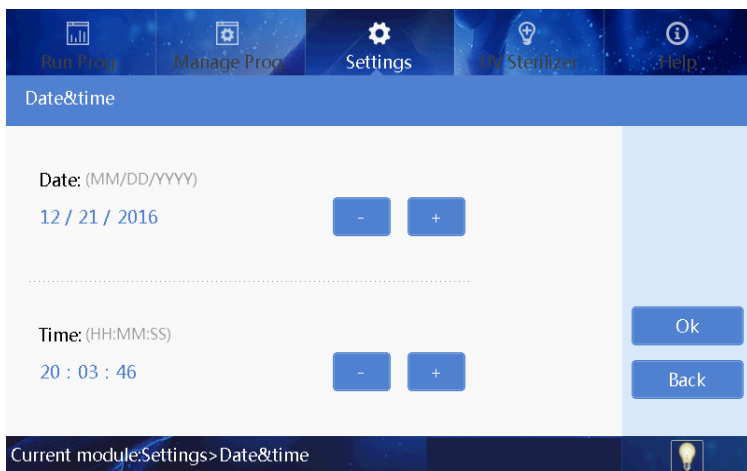 Run Prog.
Manage Prog.
Settings
UV Sterilizer
Help
Date&time
Date: (MM/DD/YYYY)
12 / 21 / 2016
- +
Time: (HH:MM:SS)
20 : 03 : 46
- +
Ok
Back
Current module:Settings>Date&time